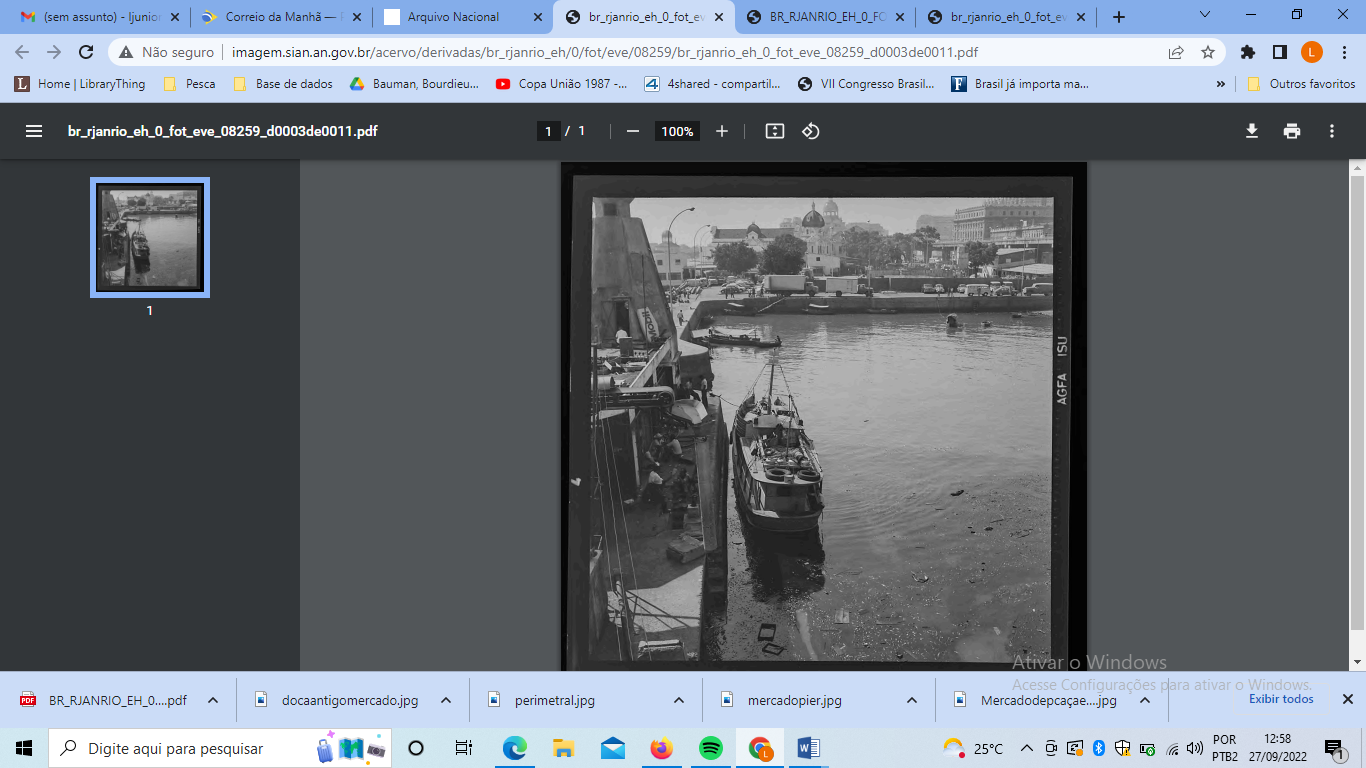 (sem assunto) - ljunior
Correio da Manhã —
Arquivo Nacional
br_rjanrio_eh_0_fot_ev
BR_RJANRIO_EH_0_FO
br_rjanrio_eh_0_fot_ev
Não seguro
imagem.sian.an.gov.br/acervo/derivadas/br_rjanrio_eh/0/fot/eve/08259/br_rjanrio_eh_0_fot_eve_08259_d0003de0011.pdf
L
Home | LibraryThing
Pesca
Base de dados
Bauman, Bourdieu...
Copa União 1987 -...
4shared - compartil...
VII Congresso Brasil...
Brasil já importa ma...
»
Outros favoritos
br_rjanrio_eh_0_fot_eve_08259_d0003de0011.pdf
1 / 1
100%
1
Mobil
AGFA ISU
Ativar o Windows
Acesse Configurações para ativar o Windows.
BR_RJANRIO_EH_0....pdf
docaantigomercado.jpg
perimetral.jpg
mercadopier.jpg
Mercadodepcaçae....jpg
Exibir todos
Digite aqui para pesquisar
25°C
POR
PTB2
12:58
27/09/2022
1